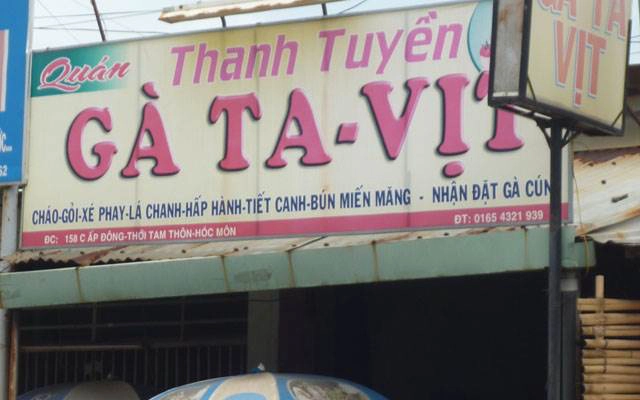 Quán
Thanh Tuyền
GÀ TA-VỊT
CHÁO-GỎI-XÉ PHAY-LÁ CHANH-HẤP HÀNH-TIẾT CANH-BÚN MIẾN MĂNG - NHẬN ĐẶT GÀ CÚN
ĐC: 158 C ẤP ĐÔNG-THỚI TAM THÔN-HÓC MÔN
ĐT: 0165 4321 939
GÀ TA
VỊT
62